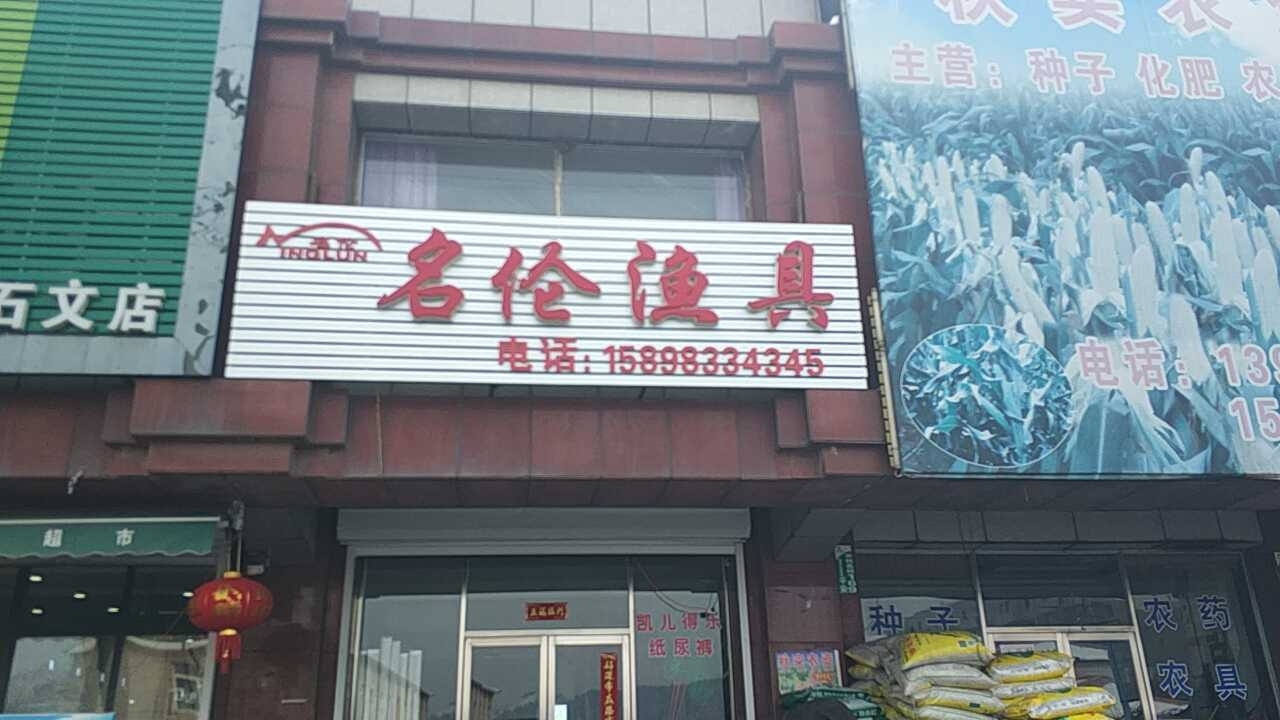 主营：种子 化肥 农
名伦渔具
电话：15898334345
石文店
电话：139
15
超市
凯儿得乐
纸尿裤
种子
农药
农具